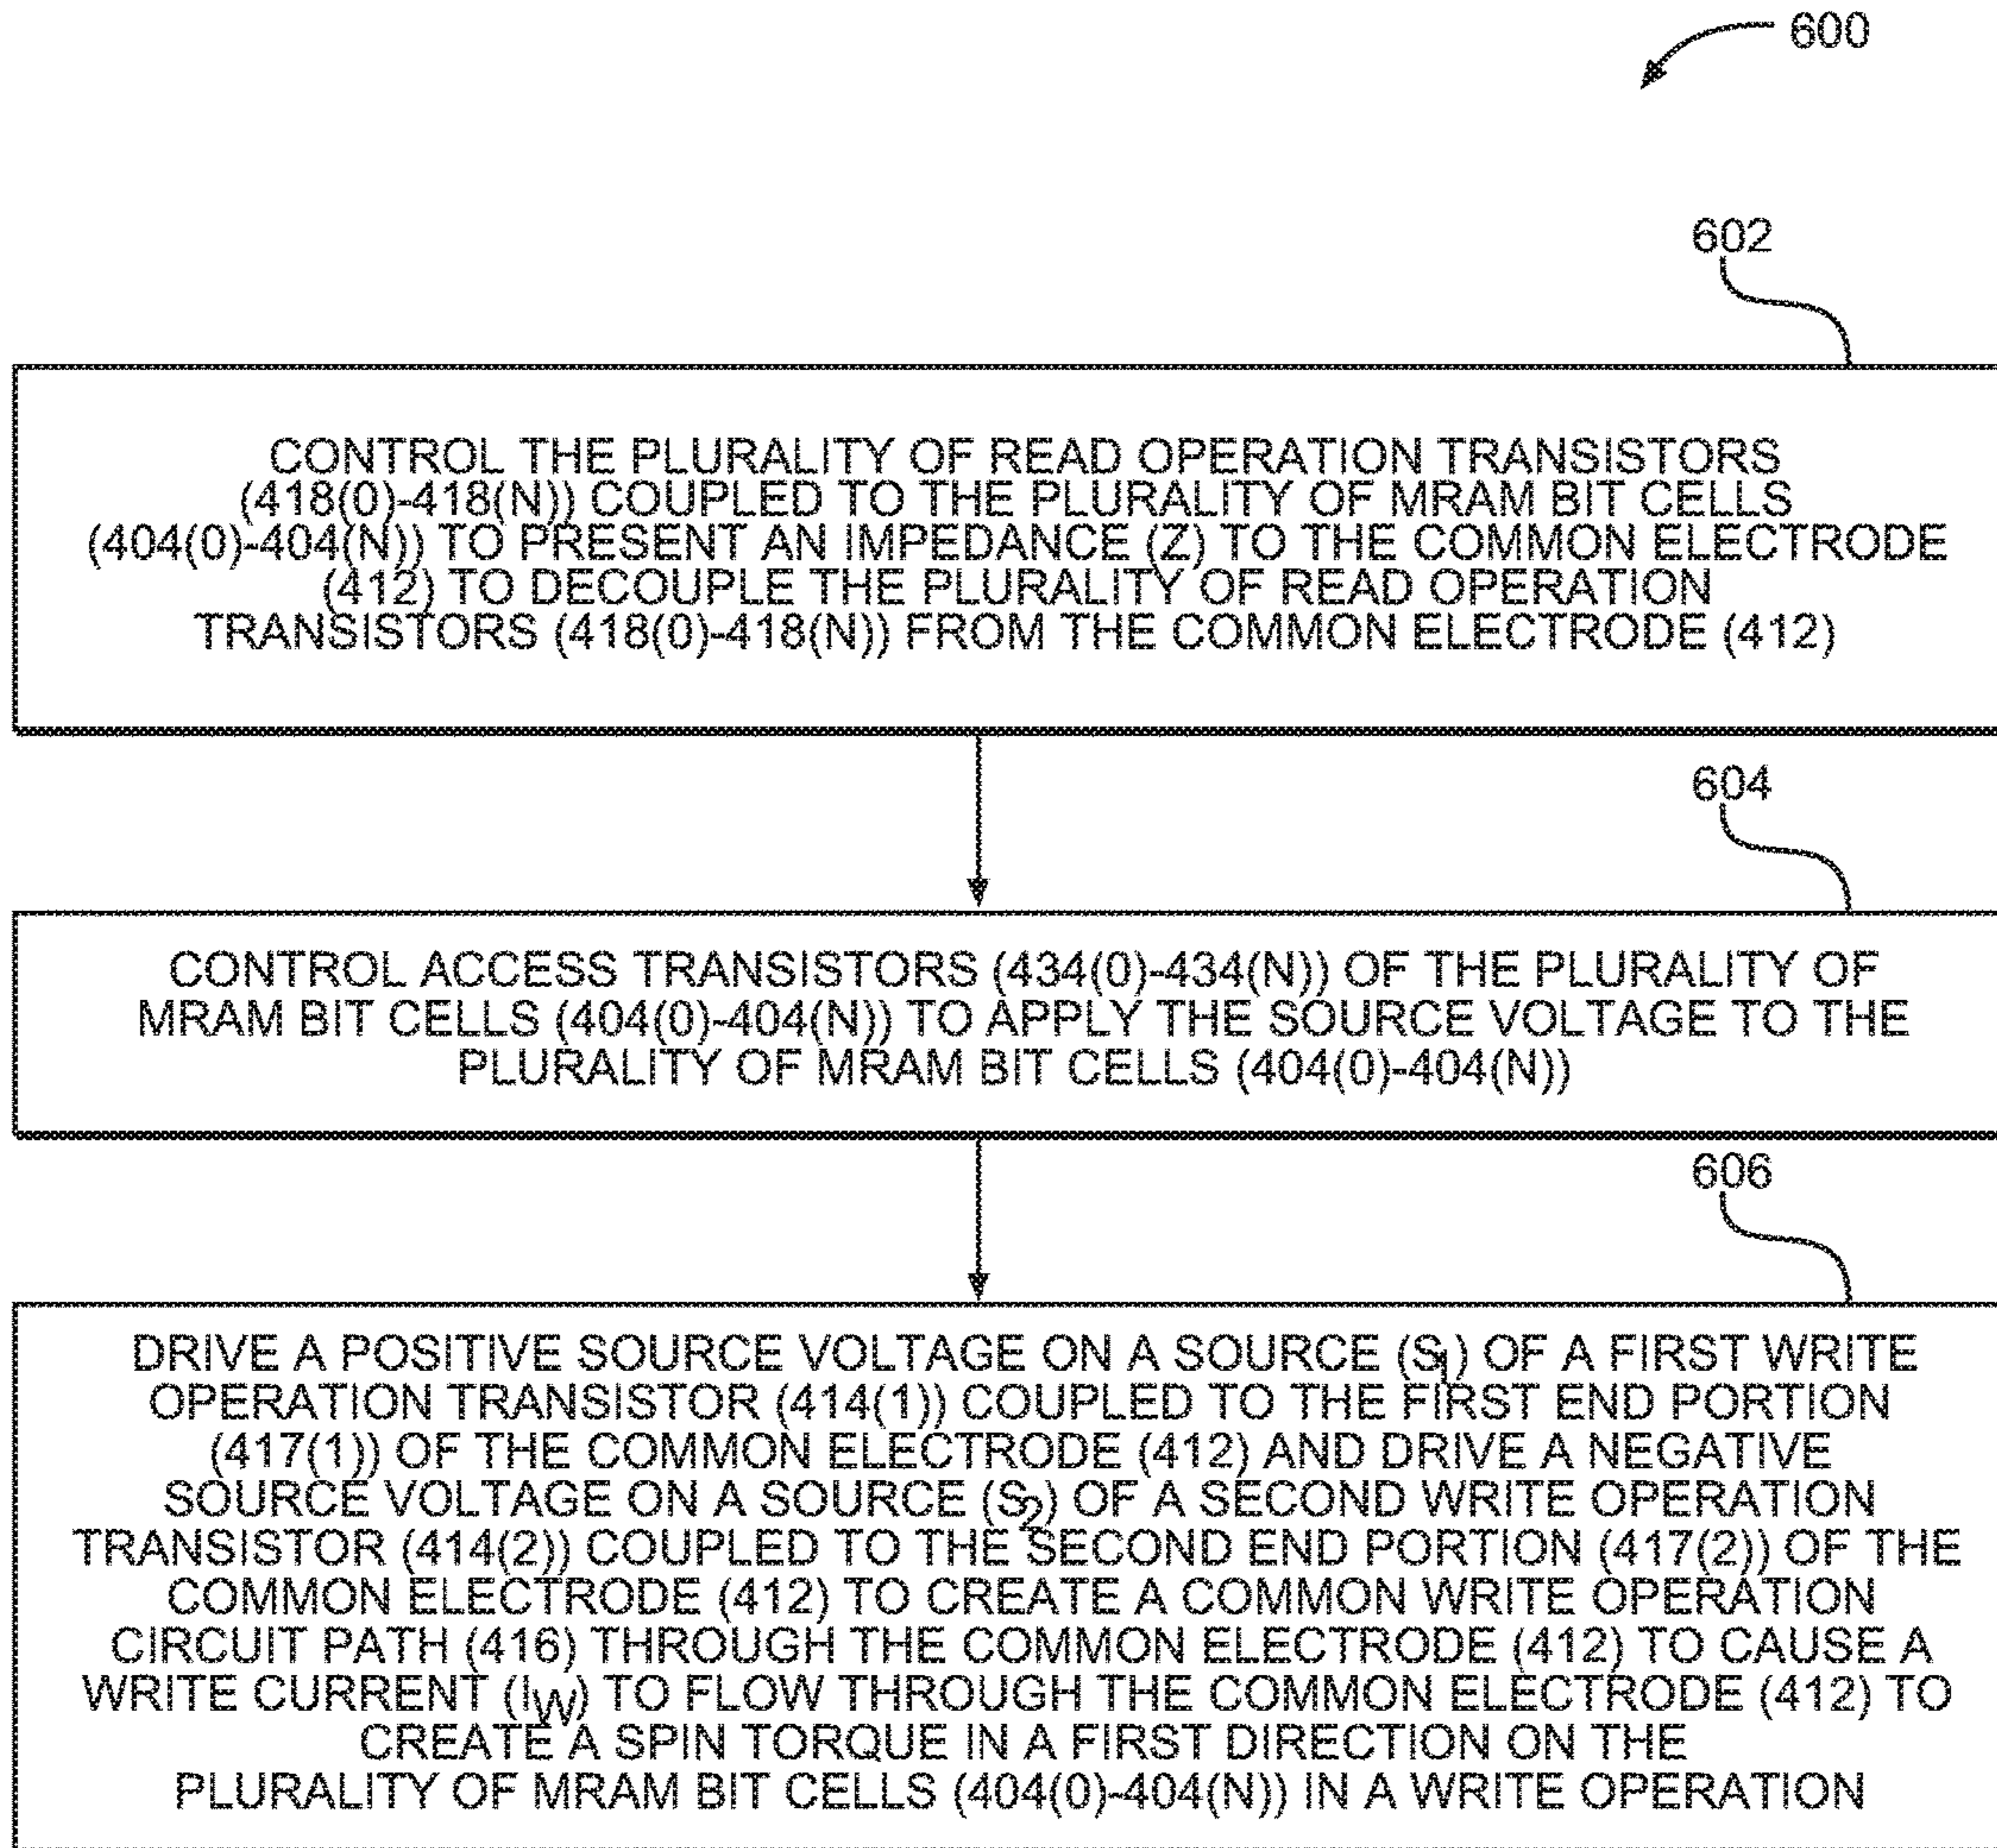 600
602
CONTROL THE PLURALITY OF READ OPERATION TRANSISTORS
(418(0)-418(N)) COUPLED TO THE PLURALITY OF MRAM BIT CELLS
(404(0)-404(N)) TO PRESENT AN IMPEDANCE (Z) TO THE COMMON ELECTRODE
(412) TO DECOUPLE THE PLURALITY OF READ OPERATION
TRANSISTORS (418(0)-418(N)) FROM THE COMMON ELECTRODE (412)
604
CONTROL ACCESS TRANSISTORS (434(0)-434(N)) OF THE PLURALITY OF
MRAM BIT CELLS (404(0)-404(N)) TO APPLY THE SOURCE VOLTAGE TO THE
PLURALITY OF MRAM BIT CELLS (404(0)-404(N))
606
DRIVE A POSITIVE SOURCE VOLTAGE ON A SOURCE (S1) OF A FIRST WRITE
OPERATION TRANSISTOR (414(1)) COUPLED TO THE FIRST END PORTION
(417(1)) OF THE COMMON ELECTRODE (412) AND DRIVE A NEGATIVE
SOURCE VOLTAGE ON A SOURCE (S2) OF A SECOND WRITE OPERATION
TRANSISTOR (414(2)) COUPLED TO THE SECOND END PORTION (417(2)) OF THE
COMMON ELECTRODE (412) TO CREATE A COMMON WRITE OPERATION
CIRCUIT PATH (416) THROUGH THE COMMON ELECTRODE (412) TO CAUSE A
WRITE CURRENT (IW) TO FLOW THROUGH THE COMMON ELECTRODE (412) TO
CREATE A SPIN TORQUE IN A FIRST DIRECTION ON THE
PLURALITY OF MRAM BIT CELLS (404(0)-404(N)) IN A WRITE OPERATION